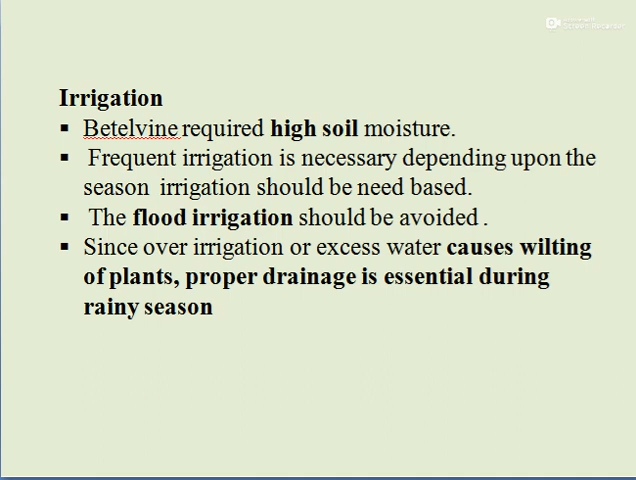 Irrigation
▪ Betelvine required high soil moisture.
▪ Frequent irrigation is necessary depending upon the
season irrigation should be need based.
▪ The flood irrigation should be avoided .
▪ Since over irrigation or excess water causes wilting
of plants, proper drainage is essential during
rainy season